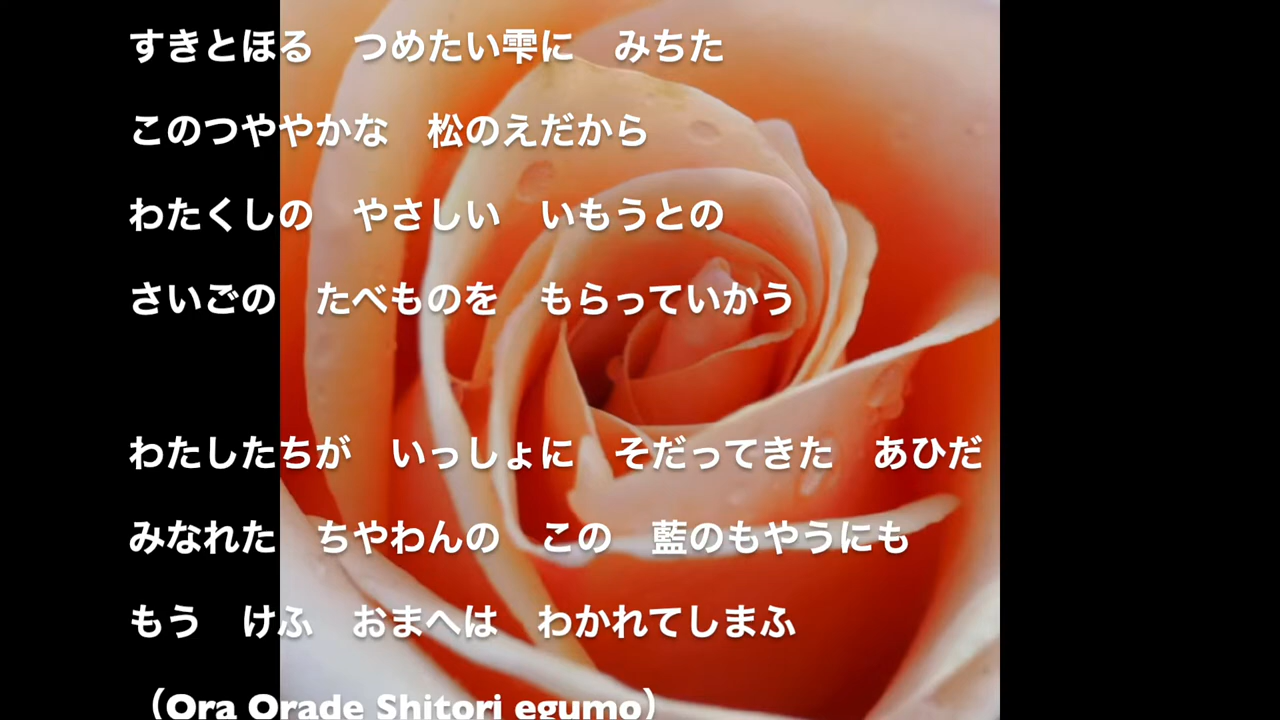 すきとほる　つめたい雫に　みちた
このつややかな　松のえだから
わたくしの　やさしい　いもうとの
さいごの　たべものを　もらっていかう
わたしたちが　いっしょに　そだってきた　あひだ
みなれた　ちやわんの　この　藍のもやうにも
もう　けふ　おまへは　わかれてしまふ
（Ora Orade Shitori egumo）